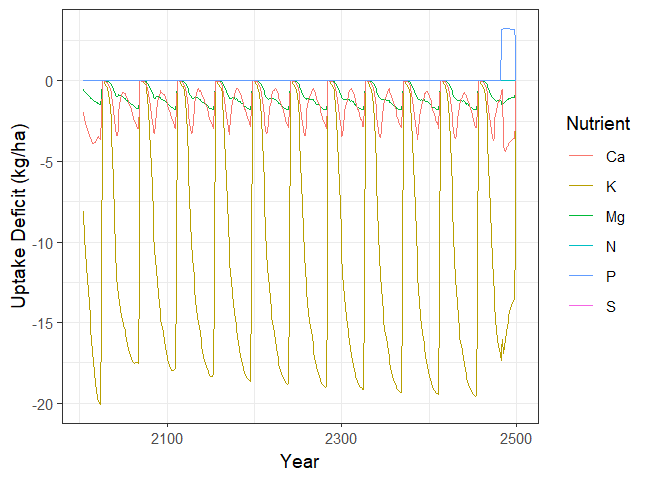 0
-5
-10
-15
-20
Uptake Deficit (kg/ha)
2100
2300
2500
Year
Nutrient
Ca
K
Mg
N
P
S